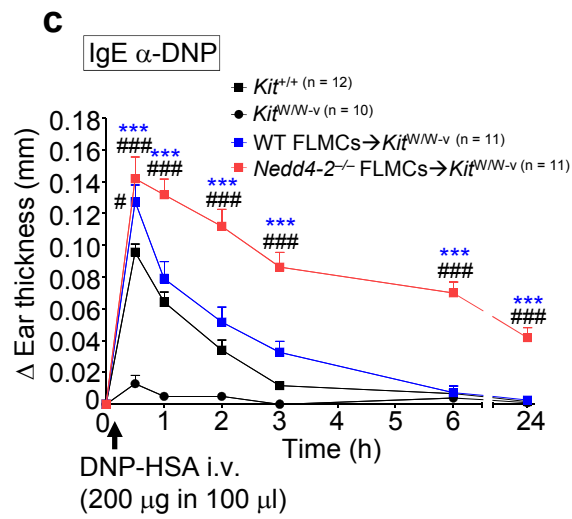 c
IgE α-DNP
Kit+/+ (n = 12)
KitW/W-v (n = 10)
WT FLMCs→KitW/W-v (n = 11)
Nedd4-2–/– FLMCs→KitW/W-v (n = 11)
Δ Ear thickness (mm)
0.18
0.16
0.14
0.12
0.10
0.08
0.06
0.04
0.02
0.00
***
###
#
***
###
***
###
***
###
***
###
***
###
0 1 2 3 4 5 6 24
Time (h)
DNP-HSA i.v.
(200 µg in 100 µl)